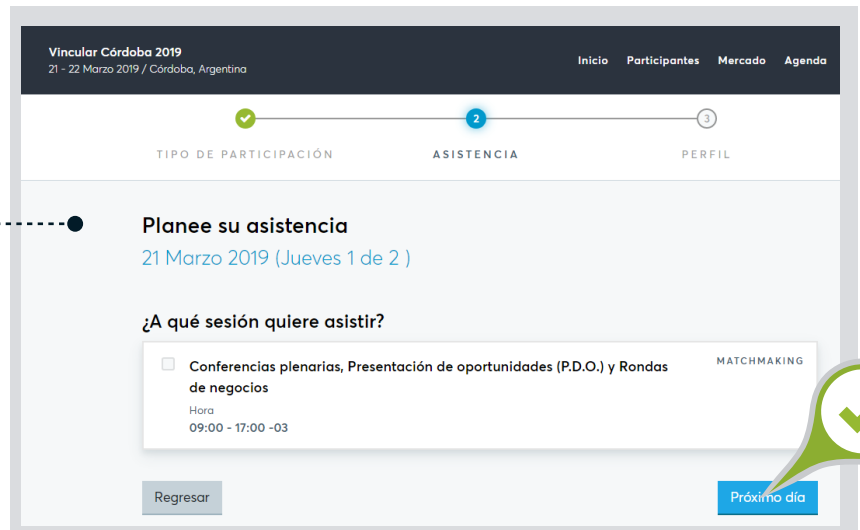 Vincular Córdoba 2019
21 - 22 Marzo 2019 / Córdoba, Argentina
Inicio Participantes Mercado Agenda
2
3
TIPO DE PARTICIPACIÓN ASISTENCIA PERFIL
Planee su asistencia
21 Marzo 2019 (Jueves 1 de 2 )
¿A qué sesión quiere asistir?
Conferencias plenarias, Presentación de oportunidades (P.D.O.) y Rondas
de negocios
MATCHMAKING
Hora
09:00 - 17:00 -03
Regresar
Próximo día